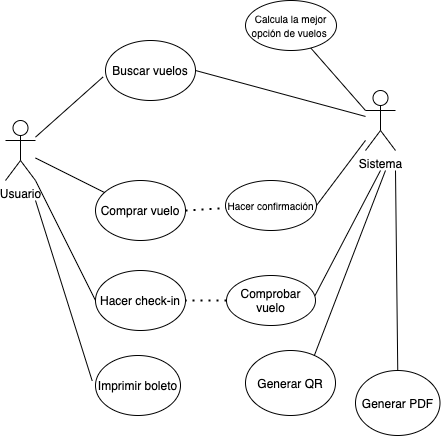 Calcula la mejor
opción de vuelos
Buscar vuelos
Sistema
Usuario
Comprar vuelo
Hacer confirmación
Hacer check-in
Comprobar
vuelo
Imprimir boleto
Generar QR
Generar PDF